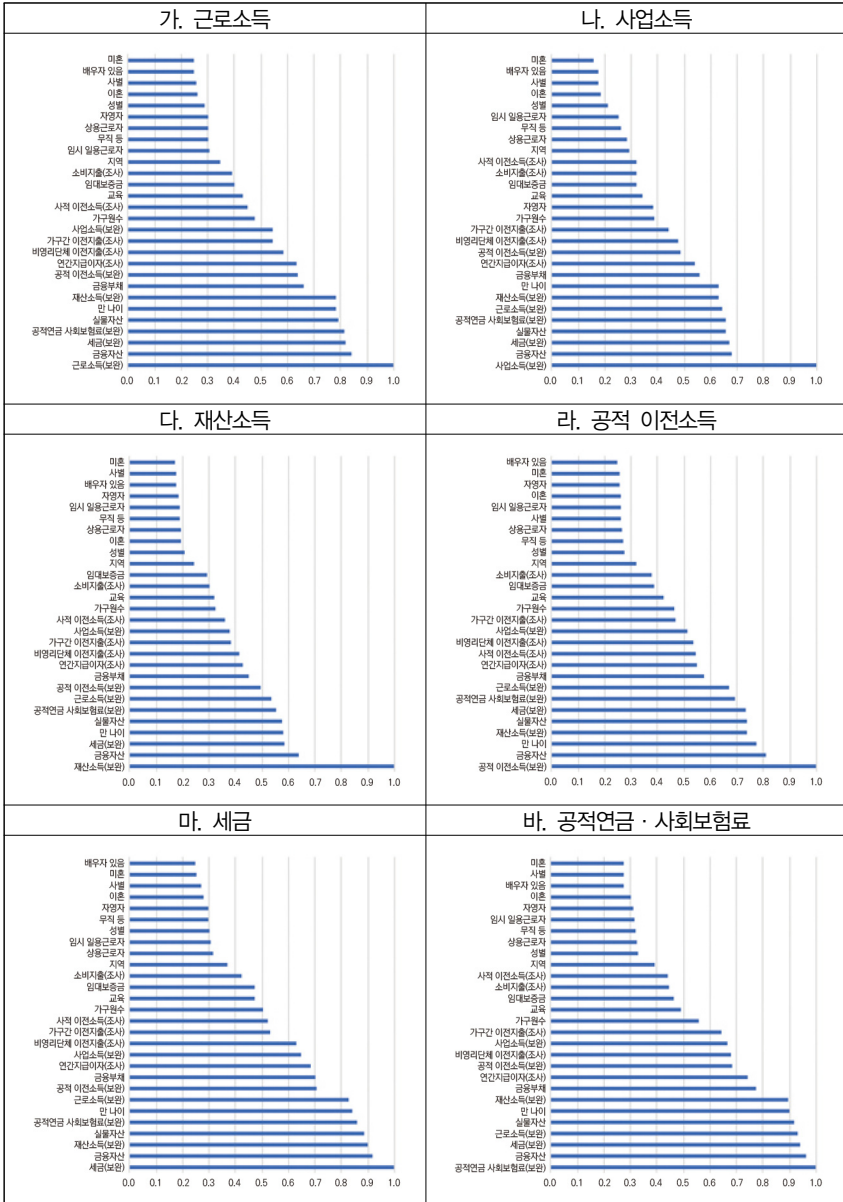 가. 근로소득
미혼
배우자 있음
사별
이혼
성별
자영자
상용근로자
무직 등
임시 일용근로자
지역
소비지출(조사)
임대보증금
교육
사적 이전소득(조사)
가구원수
사업소득(보완)
가구간 이전지출(조사)
비영리단체 이전지출(조사)
연간지급이자(조사)
공적 이전소득(보완)
금융부채
재산소득(보완)
만 나이
실물자산
공적연금 사회보험료(보완)
세금(보완)
금융자산
근로소득(보완)
0.0 0.1 0.2 0.3 0.4 0.5 0.6 0.7 0.8 0.9 1.0
나. 사업소득
미혼
배우자 있음
사별
이혼
성별
임시 일용근로자
무직 등
상용근로자
지역
사적 이전소득(조사)
소비지출(조사)
임대보증금
교육
자영자
가구원수
가구간 이전지출(조사)
비영리단체 이전지출(조사)
공적 이전소득(보완)
연간지급이자(조사)
금융부채
만 나이
재산소득(보완)
근로소득(보완)
공적연금 사회보험료(보완)
실물자산
세금(보완)
금융자산
사업소득(보완)
0.0 0.1 0.2 0.3 0.4 0.5 0.6 0.7 0.8 0.9 1.0
다. 재산소득
미혼
사별
배우자 있음
자영자
임시 일용근로자
무직 등
상용근로자
이혼
성별
지역
임대보증금
소비지출(조사)
교육
가구원수
사적 이전소득(조사)
사업소득(보완)
가구간 이전지출(조사)
비영리단체 이전지출(조사)
연간지급이자(조사)
금융부채
공적 이전소득(보완)
근로소득(보완)
공적연금 사회보험료(보완)
실물자산
만 나이
세금(보완)
금융자산
재산소득(보완)
0.0 0.1 0.2 0.3 0.4 0.5 0.6 0.7 0.8 0.9 1.0
라. 공적 이전소득
배우자 있음
미혼
자영자
이혼
임시 일용근로자
사별
상용근로자
무직 등
성별
지역
소비지출(조사)
임대보증금
교육
가구원수
가구간 이전지출(조사)
사업소득(보완)
비영리단체 이전지출(조사)
사적 이전소득(조사)
연간지급이자(조사)
금융부채
근로소득(보완)
공적연금 사회보험료(보완)
세금(보완)
실물자산
재산소득(보완)
만 나이
금융자산
공적 이전소득(보완)
0.0 0.1 0.2 0.3 0.4 0.5 0.6 0.7 0.8 0.9 1.0
마. 세금
배우자 있음
미혼
사별
이혼
자영자
무직 등
성별
임시 일용근로자
상용근로자
지역
소비지출(조사)
임대보증금
교육
가구원수
사적 이전소득(조사)
가구간 이전지출(조사)
비영리단체 이전지출(조사)
사업소득(보완)
연간지급이자(조사)
금융부채
공적 이전소득(보완)
근로소득(보완)
만 나이
공적연금 사회보험료(보완)
실물자산
재산소득(보완)
금융자산
세금(보완)
0.0 0.1 0.2 0.3 0.4 0.5 0.6 0.7 0.8 0.9 1.0
바. 공적연금 · 사회보험료
미혼
사별
배우자 있음
이혼
자영자
임시 일용근로자
무직 등
상용근로자
성별
지역
사적 이전소득(조사)
소비지출(조사)
임대보증금
교육
가구원수
가구간 이전지출(조사)
사업소득(보완)
비영리단체 이전지출(조사)
공적 이전소득(보완)
연간지급이자(조사)
금융부채
재산소득(보완)
만 나이
실물자산
근로소득(보완)
세금(보완)
금융자산
공적연금 사회보험료(보완)
0.0 0.1 0.2 0.3 0.4 0.5 0.6 0.7 0.8 0.9 1.0